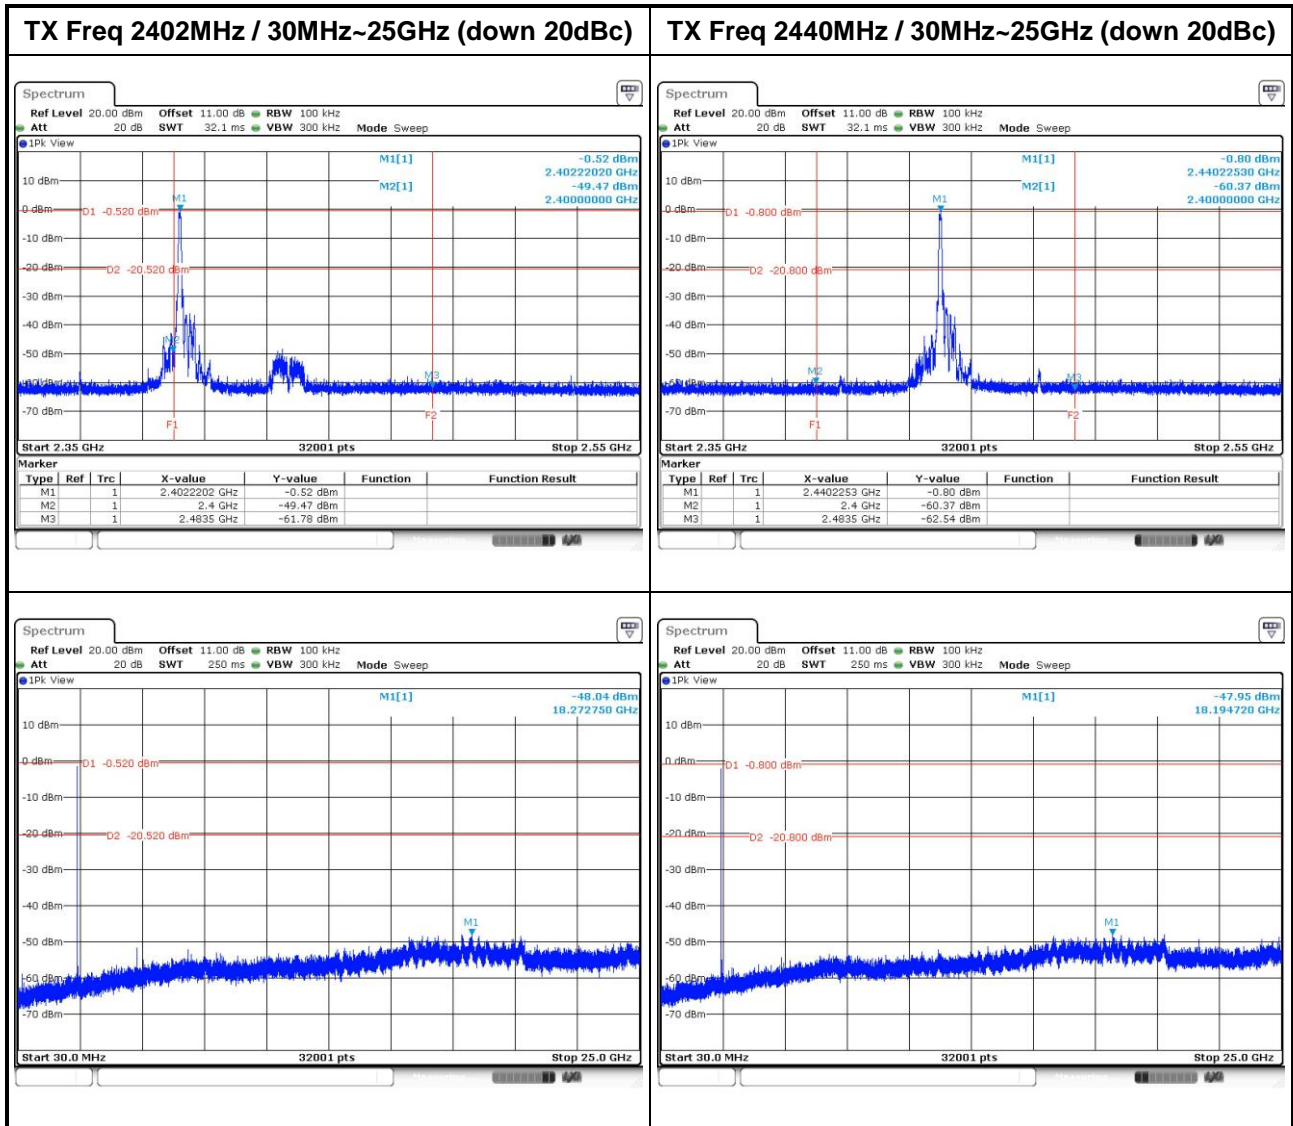 TX Freq 2402MHz / 30MHz~25GHz (down 20dBc)
TX Freq 2440MHz / 30MHz~25GHz (down 20dBc)
Spectrum
Ref Level 20.00 dBm Offset 11.00 dB RBW 100 kHz
Att 20 dB SWT 32.1 ms VBW 300 kHz Mode Sweep
1Pk View
M1[1] -0.52 dBm
2.40222020 GHz
M2[1] -49.47 dBm
2.40000000 GHz
10 dBm
M1
0 dBm
D1 -0.520 dBm
-10 dBm
-20 dBm
D2 -20.520 dBm
-30 dBm
-40 dBm
M2
-50 dBm
M3
-60 dBm
-70 dBm
F1
F2
Start 2.35 GHz 32001 pts Stop 2.55 GHz
Marker
Type Ref Trc X-value Y-value Function Function Result
M1 1 2.4022202 GHz -0.52 dBm
M2 1 2.4 GHz -49.47 dBm
M3 1 2.4835 GHz -61.78 dBm
Spectrum
Ref Level 20.00 dBm Offset 11.00 dB RBW 100 kHz
Att 20 dB SWT 32.1 ms VBW 300 kHz Mode Sweep
1Pk View
M1[1] -0.80 dBm
2.44022530 GHz
M2[1] -60.37 dBm
2.40000000 GHz
10 dBm
M1
0 dBm
D1 -0.800 dBm
-10 dBm
-20 dBm
D2 -20.800 dBm
-30 dBm
-40 dBm
-50 dBm
M2
M3
-60 dBm
-70 dBm
F1
F2
Start 2.35 GHz 32001 pts Stop 2.55 GHz
Marker
Type Ref Trc X-value Y-value Function Function Result
M1 1 2.4402253 GHz -0.80 dBm
M2 1 2.4 GHz -60.37 dBm
M3 1 2.4835 GHz -62.54 dBm
Spectrum
Ref Level 20.00 dBm Offset 11.00 dB RBW 100 kHz
Att 20 dB SWT 250 ms VBW 300 kHz Mode Sweep
1Pk View
M1[1] -48.04 dBm
18.272750 GHz
10 dBm
0 dBm
D1 -0.520 dBm
-10 dBm
-20 dBm
D2 -20.520 dBm
-30 dBm
-40 dBm
M1
-50 dBm
-60 dBm
-70 dBm
Start 30.0 MHz 32001 pts Stop 25.0 GHz
Spectrum
Ref Level 20.00 dBm Offset 11.00 dB RBW 100 kHz
Att 20 dB SWT 250 ms VBW 300 kHz Mode Sweep
1Pk View
M1[1] -47.95 dBm
18.194720 GHz
10 dBm
0 dBm
D1 -0.800 dBm
-10 dBm
-20 dBm
D2 -20.800 dBm
-30 dBm
-40 dBm
M1
-50 dBm
-60 dBm
-70 dBm
Start 30.0 MHz 32001 pts Stop 25.0 GHz